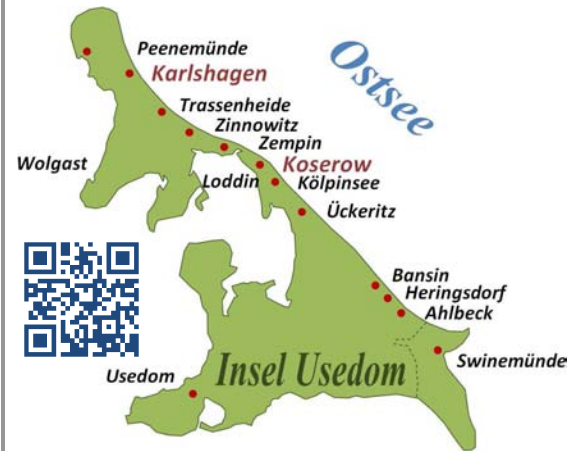 Peenemünde
Ostsee
Karlshagen
Trassenheide
Zinnowitz
Zempin
Wolgast
Koserow
Loddin
Kölpinsee
Ückeritz
Bansin
Heringsdorf
Ahlbeck
Swinemünde
Usedom
Insel Usedom